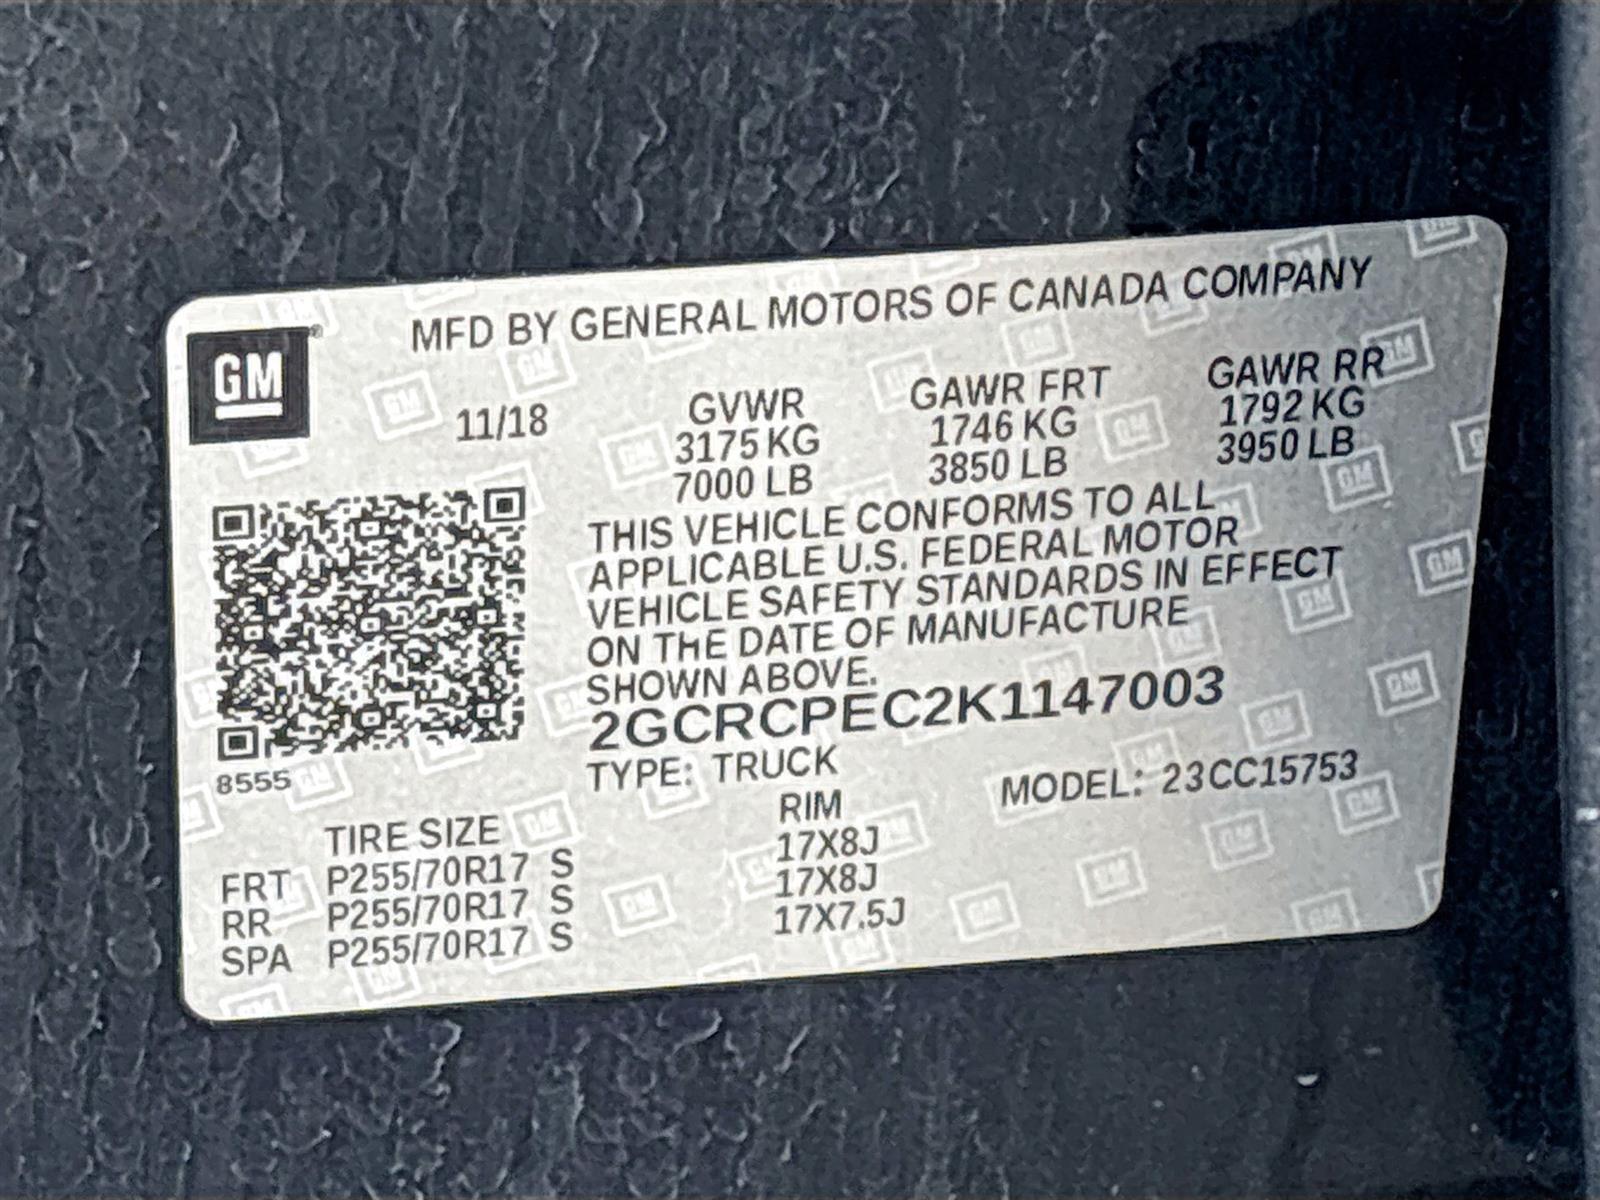 MFD BY GENERAL MOTORS OF CANADA COMPANY
GM
11/18
GVWR
3175 KG
7000 LB
GAWR FRT
1746 KG
3850 LB
GAWR RR
1792 KG
3950 LB
THIS VEHICLE CONFORMS TO ALL
APPLICABLE U.S. FEDERAL MOTOR
VEHICLE SAFETY STANDARDS IN EFFECT
ON THE DATE OF MANUFACTURE
SHOWN ABOVE.
2GCRCPEC2K1147003
8555
TYPE: TRUCK
MODEL: 23CC15753
TIRE SIZE RIM
FRT P255/70R17 S 17X8J
RR P255/70R17 S 17X8J
SPA P255/70R17 S 17X7.5J